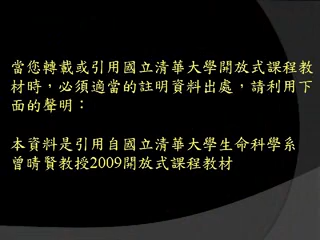 當您轉載或引用國立清華大學開放式課程教
材時，必須適當的註明資料出處，請利用下
面的聲明：
本資料是引用自國立清華大學生命科學系
曾晴賢教授2009開放式課程教材